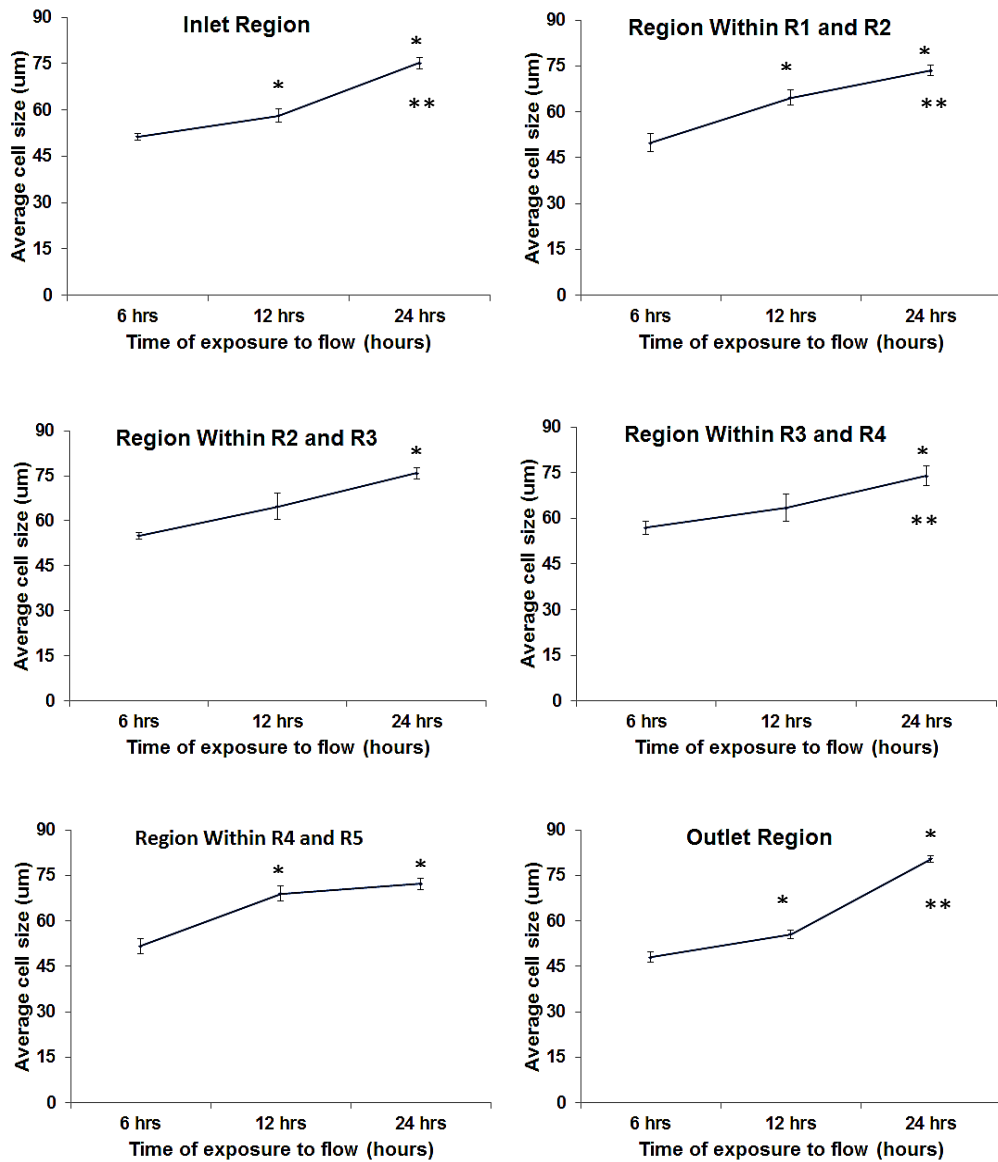 Inlet Region
Average cell size (um)
90
75
60
45
30
15
0
*
*
**
6 hrs 12 hrs 24 hrs
Time of exposure to flow (hours)
Region Within R1 and R2
Average cell size (um)
90
75
60
45
30
15
0
*
*
**
6 hrs 12 hrs 24 hrs
Time of exposure to flow (hours)
Region Within R2 and R3
Average cell size (um)
90
75
60
45
30
15
0
*
6 hrs 12 hrs 24 hrs
Time of exposure to flow (hours)
Region Within R3 and R4
Average cell size (um)
90
75
60
45
30
15
0
*
**
6 hrs 12 hrs 24 hrs
Time of exposure to flow (hours)
Region Within R4 and R5
Average cell size (um)
90
75
60
45
30
15
0
*
*
6 hrs 12 hrs 24 hrs
Time of exposure to flow (hours)
Outlet Region
Average cell size (um)
90
75
60
45
30
15
0
*
*
**
6 hrs 12 hrs 24 hrs
Time of exposure to flow (hours)